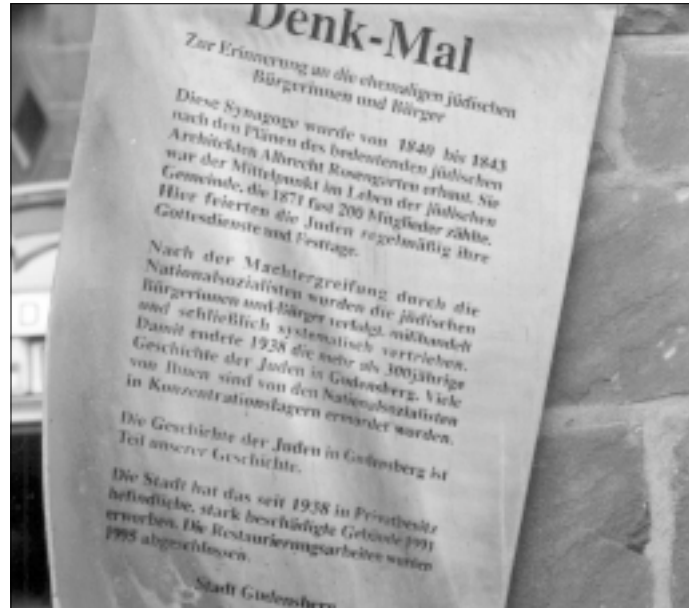 Denk-Mal
Zur Erinnerung an die ehemaligen jüdischen
Bürgerinnen und Bürger
Diese Synagoge wurde von 1840 bis 1843
nach den Plänen des bedeutenden jüdischen
Architekten Albrecht Rosengarten erbaut. Sie
war der Mittelpunkt im Leben der jüdischen
Gemeinde, die 1871 fast 200 Mitglieder zählte.
Hier feierten die Juden regelmäßig ihre
Gottesdienste und Festtage.
Nach der Machtergreifung durch die
Nationalsozialisten wurden die jüdischen
Bürgerinnen und Bürger verfolgt, mißhandelt
und schließlich systematisch vertrieben.
Damit endete 1938 die mehr als 300jährige
Geschichte der Juden in Gudensberg. Viele
von Ihnen sind von den Nationalsozialisten
in Konzentrationslagern ermordet worden.
Die Geschichte der Juden in Gudensberg ist
Teil unserer Geschichte.
Die Stadt hat das seit 1938 in Privatbesitz
befindliche, stark beschädigte Gebäude 1991
erworben. Die Restaurierungsarbeiten wurden
1995 abgeschlossen.
Stadt Gudensberg